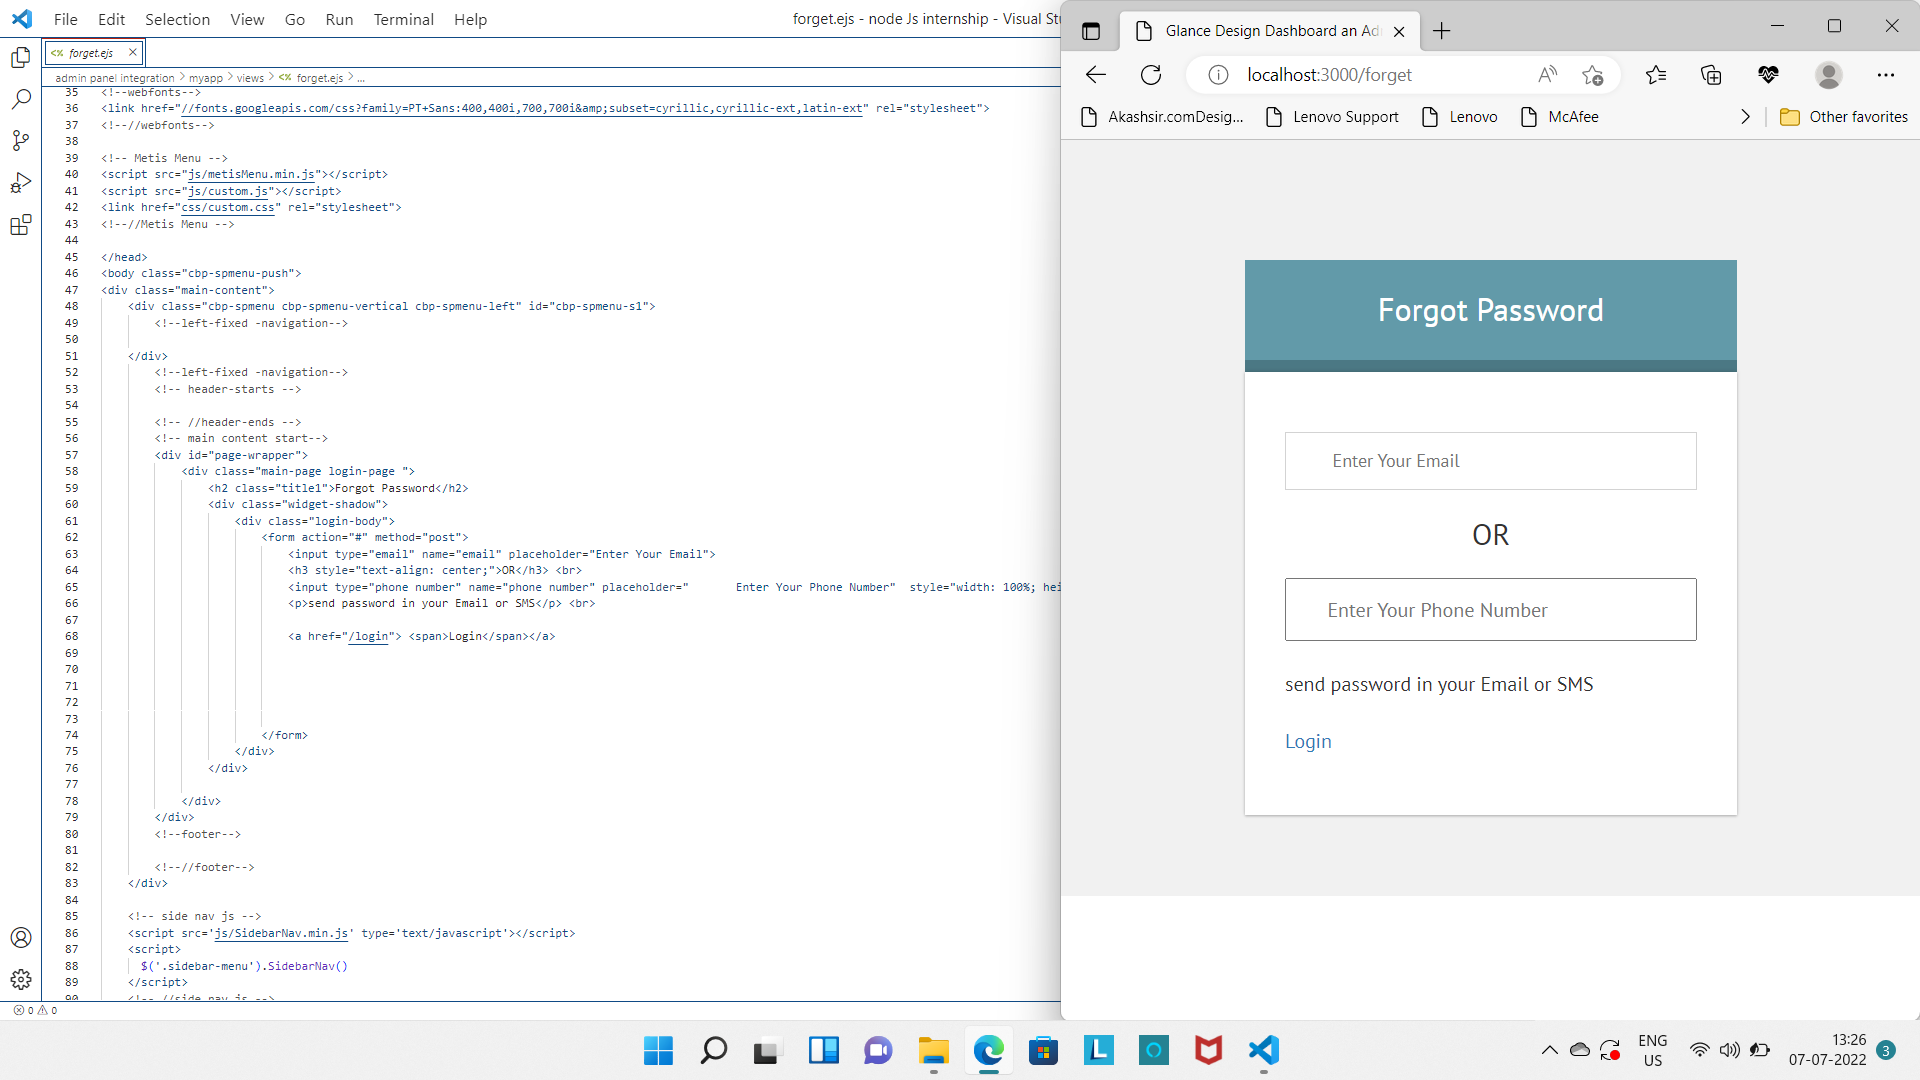 File Edit Selection View Go Run Terminal Help
forget.ejs - node Js internship - Visual Stu
<% forget.ejs
admin panel integration > myapp > views > <% forget.ejs > ...
35 <!--webfonts-->
36 <link href="//fonts.googleapis.com/css?family=PT+Sans:400,400i,700,700i&amp;subset=cyrillic,cyrillic-ext,latin-ext" rel="stylesheet">
37 <!--//webfonts-->
38
39 <!-- Metis Menu -->
40 <script src="js/metisMenu.min.js"></script>
41 <script src="js/custom.js"></script>
42 <link href="css/custom.css" rel="stylesheet">
43 <!--//Metis Menu -->
44
45 </head>
46 <body class="cbp-spmenu-push">
47 <div class="main-content">
48 <div class="cbp-spmenu cbp-spmenu-vertical cbp-spmenu-left" id="cbp-spmenu-s1">
49 <!--left-fixed -navigation-->
50
51 </div>
52 <!--left-fixed -navigation-->
53 <!-- header-starts -->
54
55 <!-- //header-ends -->
56 <!-- main content start-->
57 <div id="page-wrapper">
58 <div class="main-page login-page ">
59 <h2 class="title1">Forgot Password</h2>
60 <div class="widget-shadow">
61 <div class="login-body">
62 <form action="#" method="post">
63 <input type="email" name="email" placeholder="Enter Your Email">
64 <h3 style="text-align: center;">OR</h3> <br>
65 <input type="phone number" name="phone number" placeholder="       Enter Your Phone Number"  style="width: 100%; hei
66 <p>send password in your Email or SMS</p> <br>
67
68 <a href="/login"> <span>Login</span></a>
69
70
71
72
73
74 </form>
75 </div>
76 </div>
77
78 </div>
79 </div>
80 <!--footer-->
81
82 <!--//footer-->
83 </div>
84
85 <!-- side nav js -->
86 <script src='js/SidebarNav.min.js' type='text/javascript'></script>
87 <script>
88 $('.sidebar-menu').SidebarNav()
89 </script>
90 <!-- //side nav js -->
0 0
Glance Design Dashboard an Ad
localhost:3000/forget
Akashsir.comDesig... Lenovo Support Lenovo McAfee Other favorites
Forgot Password
Enter Your Email
OR
Enter Your Phone Number
send password in your Email or SMS
Login
L
ENG
US
13:26
07-07-2022
3